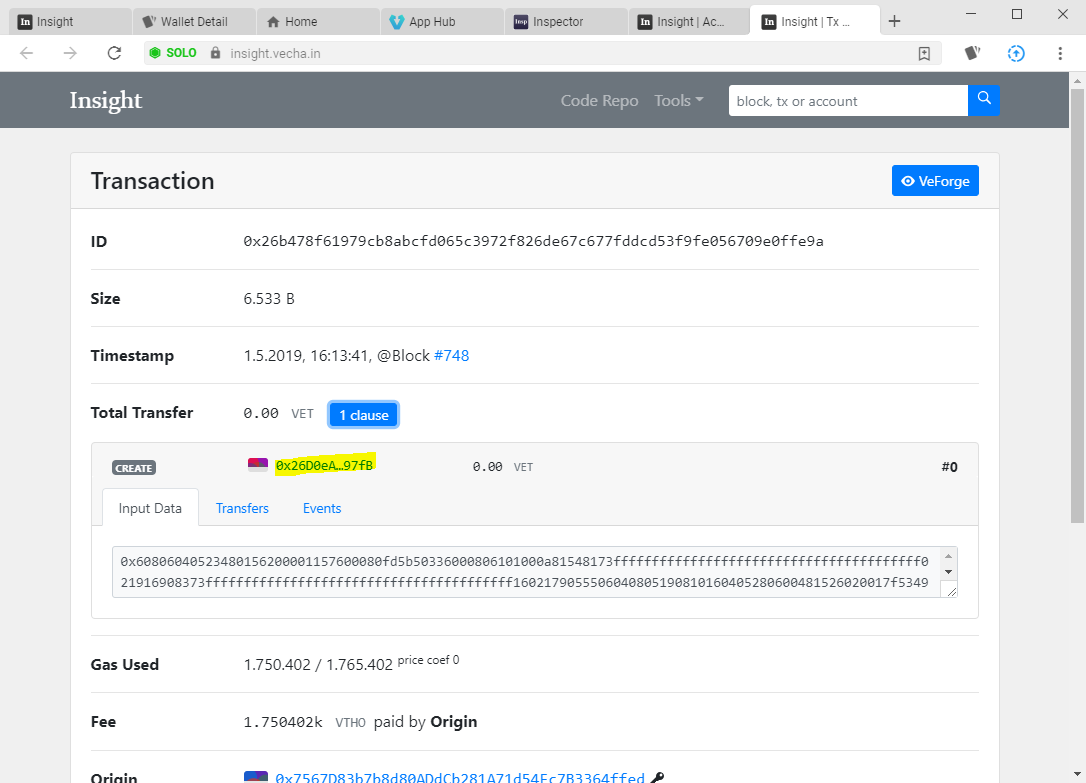 Insight
Wallet Detail
Home
App Hub
Insp
Inspector
In
Insight | Ac...
In
Insight | Tx ...
SOLO
insight.vecha.in
Insight
Code Repo
Tools
block, tx or account
Transaction
VeForge
ID
0x26b478f61979cb8abcfd065c3972f826de67c677fddcd53f9fe056709e0ffe9a
Size
6.533 B
Timestamp
1.5.2019, 16:13:41, @Block #748
Total Transfer
0.00 VET
1 clause
CREATE
0x26D0eA…97fB
0.00 VET
#0
Input Data
Transfers
Events
Gas Used
1.750.402 / 1.765.402 price coef 0
Fee
1.750402k VTHO paid by Origin
Origin
0x7567D83b7b8d80ADdCb281A71d54Fc7B3364ffed